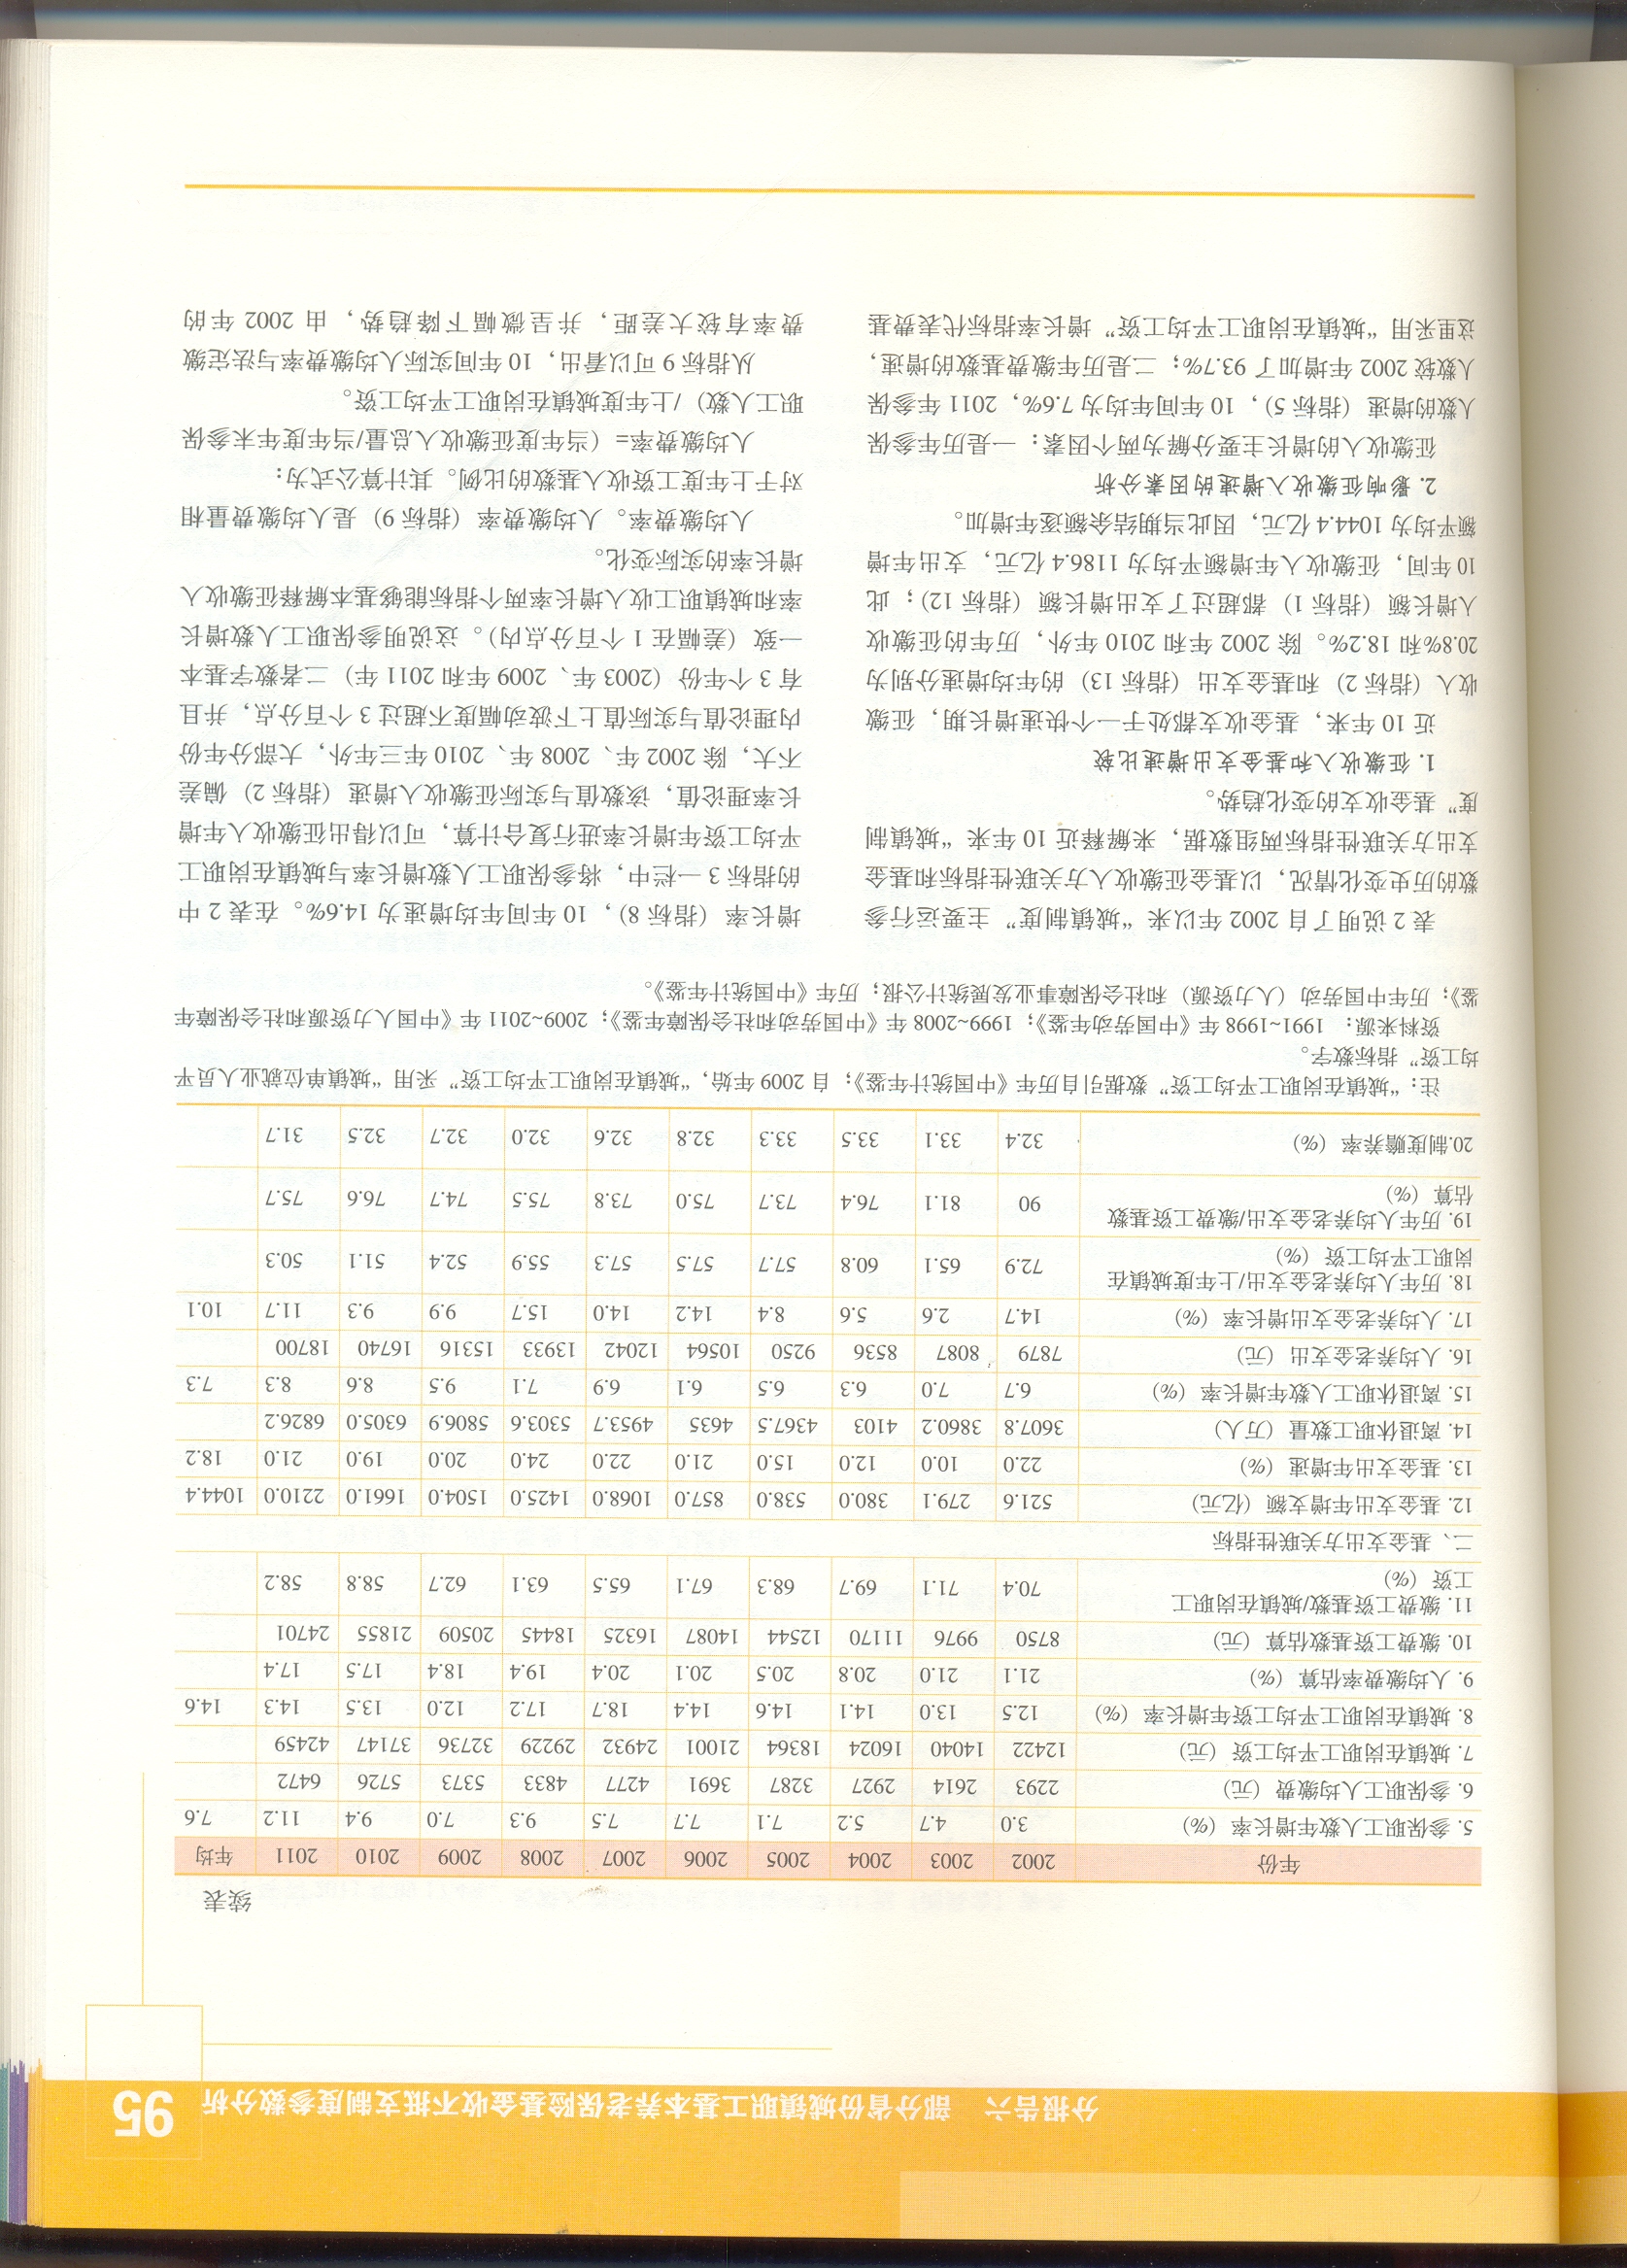 分报告六 部分省份城镇职工基本养老保险基金收不抵支制度参数分析 95
续表
年份 2002 2003 2004 2005 2006 2007 2008 2009 2010 2011 年均
5. 参保职工人数年增长率（%） 3.0 4.7 5.2 7.1 7.7 7.5 9.3 7.0 9.4 11.2 7.6
6. 参保职工人均缴费（元） 2293 2614 2927 3287 3691 4277 4833 5373 5726 6472
7. 城镇在岗职工平均工资（元） 12422 14040 16024 18364 21001 24932 29229 32736 37147 42459
8. 城镇在岗职工平均工资年增长率（%） 12.5 13.0 14.1 14.6 14.4 18.7 17.2 12.0 13.5 14.3 14.6
9. 人均缴费率估算（%） 21.1 21.0 20.8 20.5 20.1 20.4 19.4 18.4 17.5 17.4
10. 缴费工资基数估算（元） 8750 9976 11170 12544 14087 16325 18445 20509 21855 24701
11. 缴费工资基数/城镇在岗职工
工资（%） 70.4 71.1 69.7 68.3 67.1 65.5 63.1 62.7 58.8 58.2
二、基金支出方关联性指标
12. 基金支出年增支额（亿元） 521.6 279.1 380.0 538.0 857.0 1068.0 1425.0 1504.0 1661.0 2210.0 1044.4
13. 基金支出年增速（%） 22.0 10.0 12.0 15.0 21.0 22.0 24.0 20.0 19.0 21.0 18.2
14. 离退休职工数量（万人） 3607.8 3860.2 4103 4367.5 4635 4953.7 5303.6 5806.9 6305.0 6826.2
15. 离退休职工人数年增长率（%） 6.7 7.0 6.3 6.5 6.1 6.9 7.1 9.5 8.6 8.3 7.3
16. 人均养老金支出（元） 7879 8087 8536 9250 10564 12042 13933 15316 16740 18700
17. 人均养老金支出增长率（%） 14.7 2.6 5.6 8.4 14.2 14.0 15.7 9.9 9.3 11.7 10.1
18. 历年人均养老金支出/上年度城镇在
岗职工平均工资（%） 72.9 65.1 60.8 57.7 57.5 57.3 55.9 52.4 51.1 50.3
19. 历年人均养老金支出/缴费工资基数
估算（%） 90 81.1 76.4 73.7 75.0 73.8 75.5 74.7 76.6 75.7
20.制度赡养率（%） 32.4 33.1 33.5 33.3 32.8 32.6 32.0 32.7 32.5 31.7
注：“城镇在岗职工平均工资”数据引自历年《中国统计年鉴》；自 2009 年始，“城镇在岗职工平均工资”采用“城镇单位就业人员平
均工资”指标数字。
资料来源： 1991~1998 年《中国劳动年鉴》；1999~2008 年《中国劳动和社会保障年鉴》；2009~2011 年《中国人力资源和社会保障年
鉴》；历年中国劳动（人力资源）和社会保障事业发展统计公报；历年《中国统计年鉴》。
表 2 说明了自 2002 年以来“城镇制度”主要运行参
数的历史变化情况，以基金征缴收入方关联性指标和基金
支出方关联性指标两组数据，来解释近 10 年来“城镇制
度”基金收支的变化趋势。
1. 征缴收入和基金支出增速比较
近 10 年来，基金收支都处于一个快速增长期，征缴
收入（指标 2）和基金支出（指标 13）的年均增速分别为
20.8%和 18.2%。除 2002 年和 2010 年外，历年的征缴收
入增长额（指标 1）都超过了支出增长额（指标 12）；此
10 年间，征缴收入年增额平均为 1186.4 亿元，支出年增
额平均为 1044.4 亿元，因此当期结余额逐年增加。
2. 影响征缴收入增速的因素分析
征缴收入的增长主要分解为两个因素：一是历年参保
人数的增速（指标 5），10 年间年均为 7.6%，2011 年参保
人数较 2002 年增加了 93.7%；二是历年缴费基数的增速，
这里采用“城镇在岗职工平均工资”增长率指标代表费基
增长率（指标 8），10 年间年均增速为 14.6%。在表 2 中
的指标 3 一栏中，将参保职工人数增长率与城镇在岗职工
平均工资年增长率进行复合计算，可以得出征缴收入年增
长率理论值，该数值与实际征缴收入增速（指标 2）偏差
不大，除 2002 年、2008 年、2010 年三年外，大部分年份
内理论值与实际值上下波动幅度不超过 3 个百分点，并且
有 3 个年份（2003 年、2009 年和 2011 年）二者数字基本
一致（差幅在 1 个百分点内）。这说明参保职工人数增长
率和城镇职工收入增长率两个指标能够基本解释征缴收入
增长率的实际变化。
人均缴费率。人均缴费率（指标 9）是人均缴费量相
对于上年度工资收入基数的比例。其计算公式为：
人均缴费率=（当年度征缴收入总量/当年度年末参保
职工人数）/上年度城镇在岗职工平均工资。
从指标 9 可以看出，10 年间实际人均缴费率与法定缴
费率有较大差距，并呈微幅下降趋势，由 2002 年的